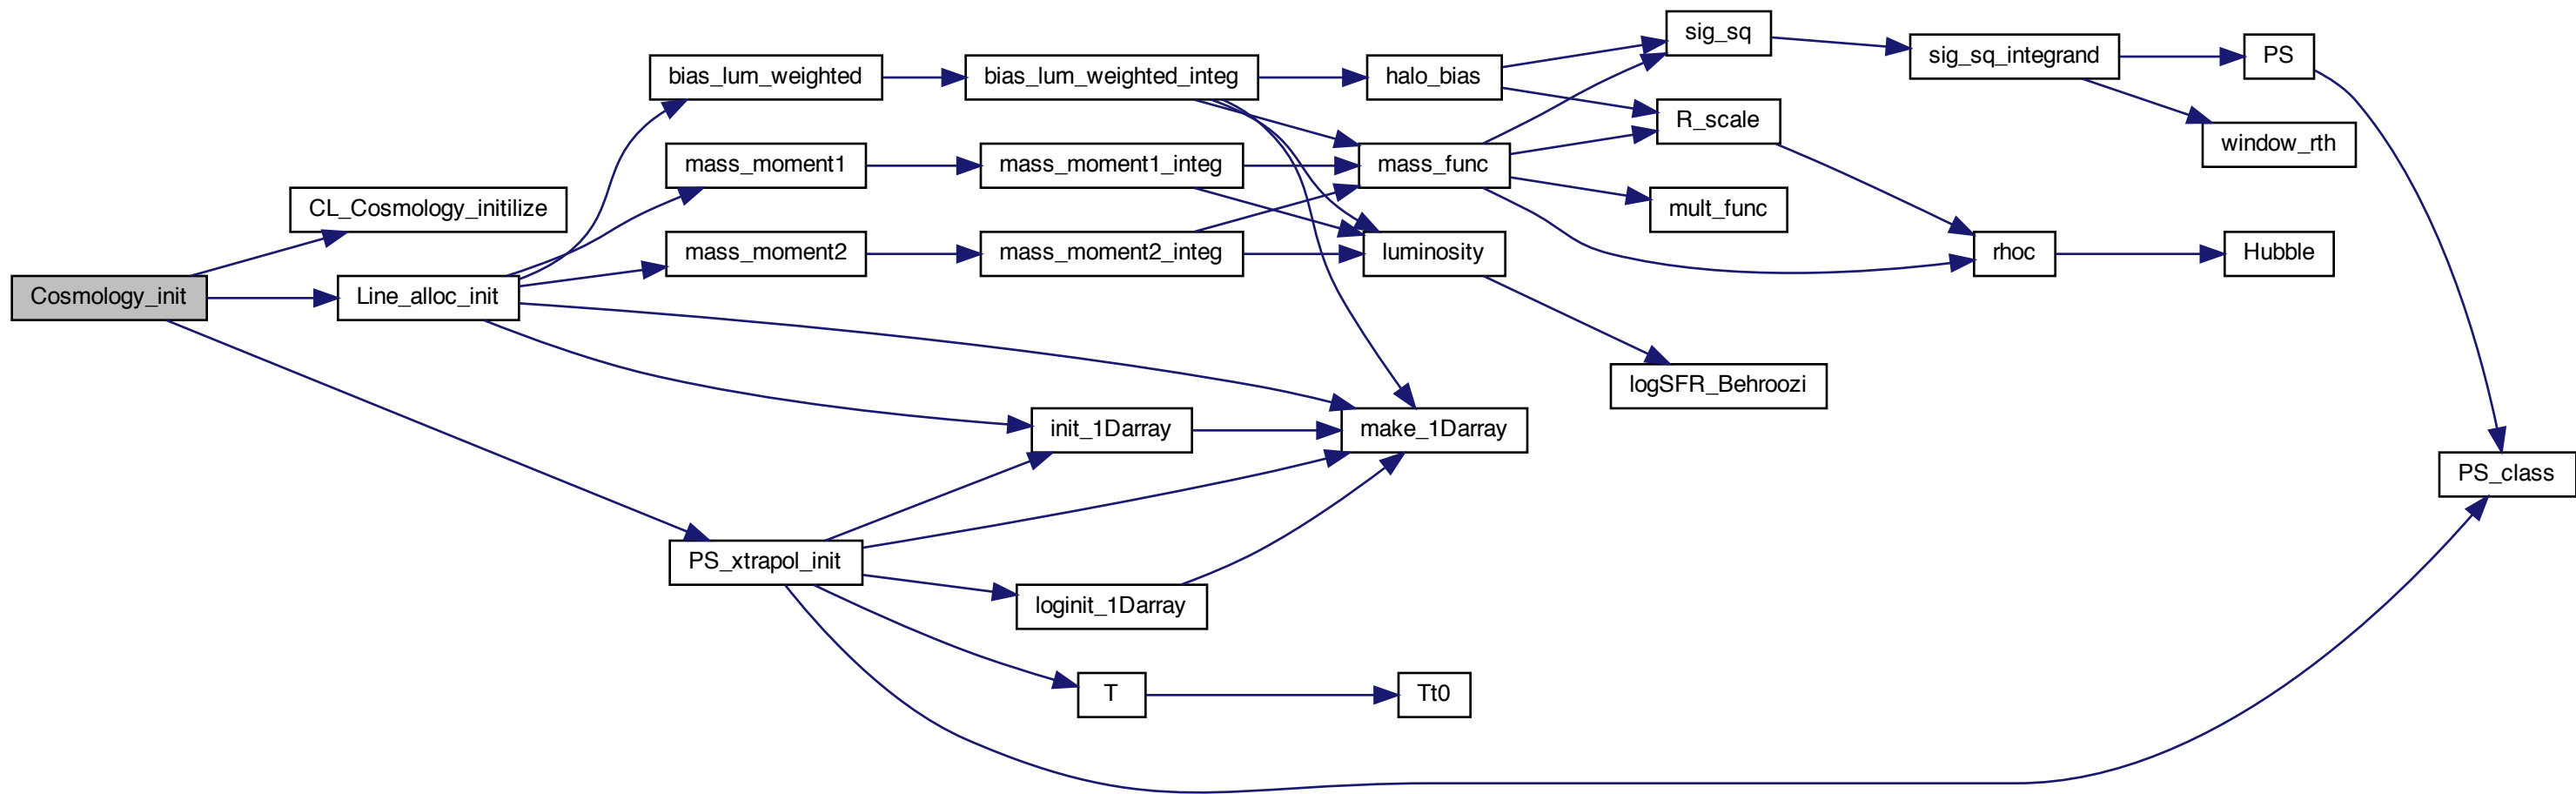 Cosmology_init
CL_Cosmology_initilize
Line_alloc_init
bias_lum_weighted
mass_moment1
mass_moment2
bias_lum_weighted_integ
mass_moment1_integ
mass_moment2_integ
halo_bias
mass_func
luminosity
sig_sq
R_scale
mult_func
logSFR_Behroozi
sig_sq_integrand
rhoc
PS
window_rth
Hubble
PS_class
init_1Darray
make_1Darray
PS_xtrapol_init
loginit_1Darray
T
Tt0